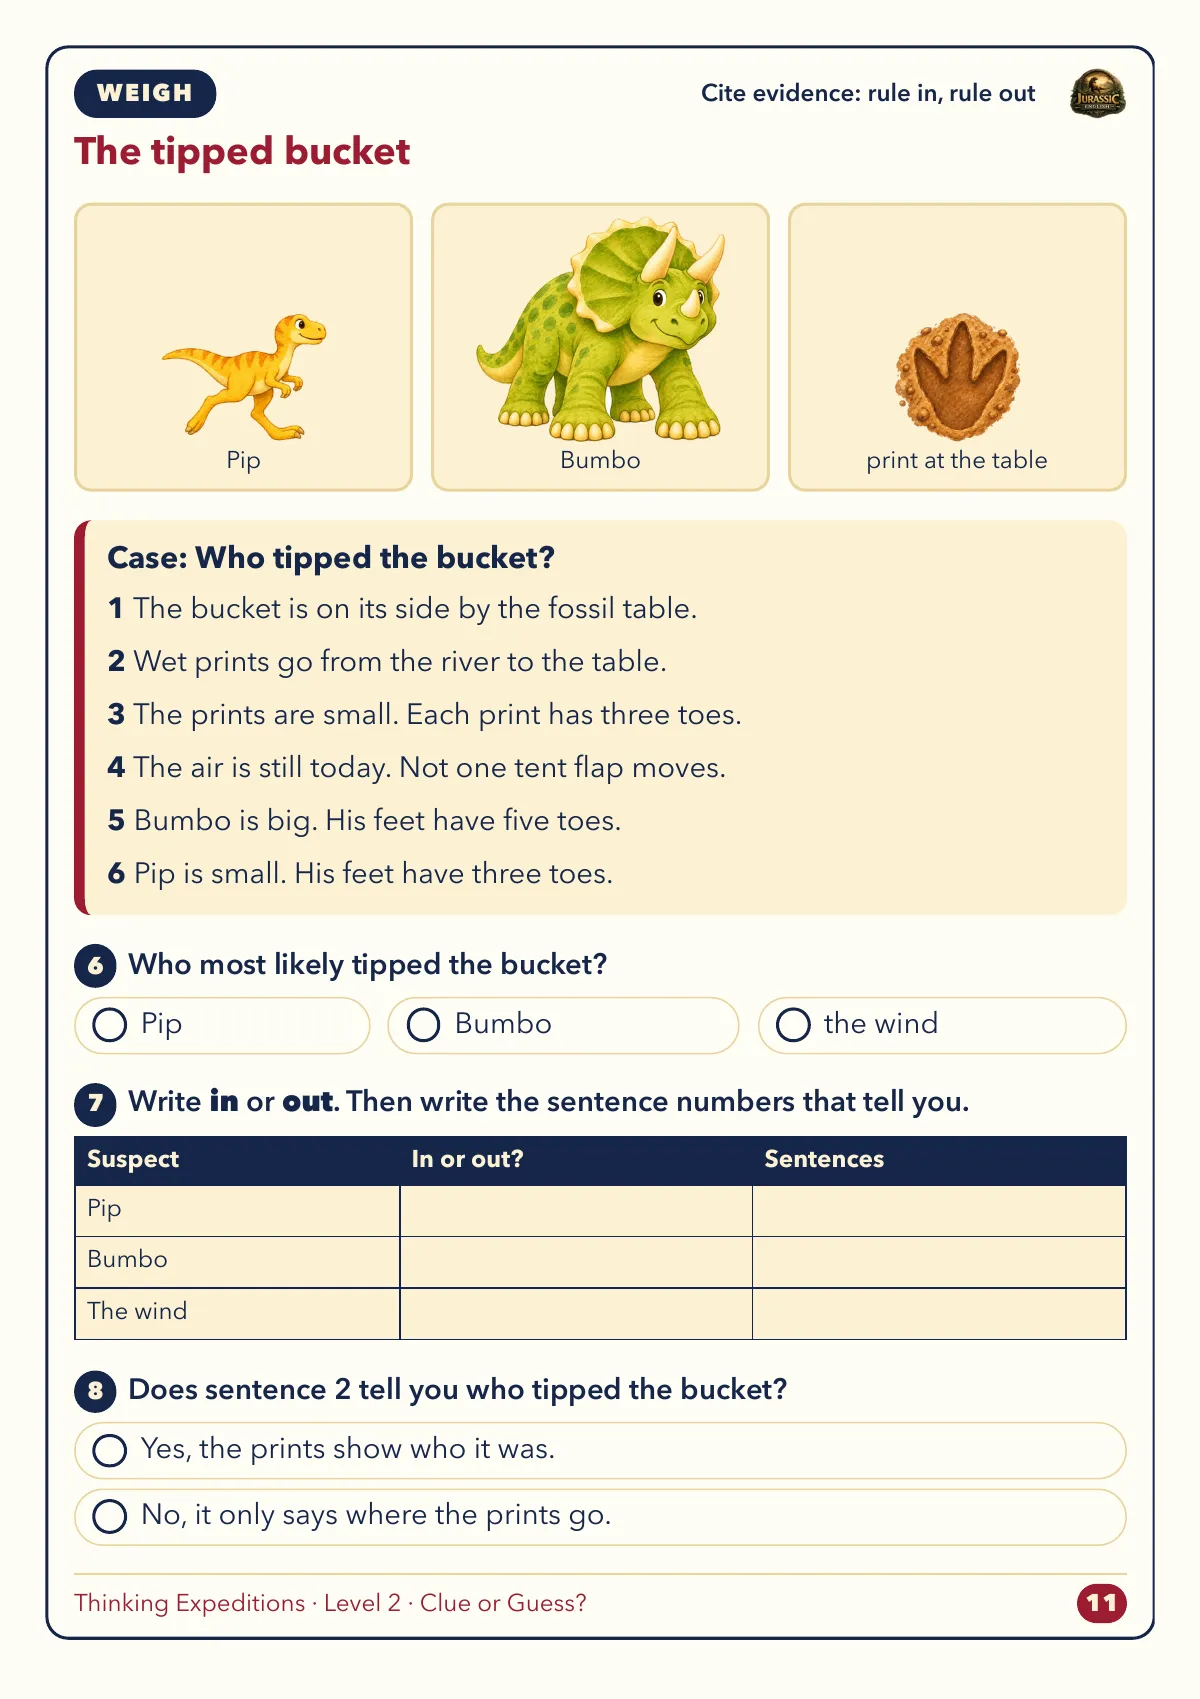 WEIGH
Cite evidence: rule in, rule out
JURASSIC
ENGLISH
The tipped bucket
Pip
Bumbo
print at the table
Case: Who tipped the bucket?
1 The bucket is on its side by the fossil table.
2 Wet prints go from the river to the table.
3 The prints are small. Each print has three toes.
4 The air is still today. Not one tent flap moves.
5 Bumbo is big. His feet have five toes.
6 Pip is small. His feet have three toes.
6 Who most likely tipped the bucket?
Pip
Bumbo
the wind
7 Write in or out. Then write the sentence numbers that tell you.
Suspect In or out? Sentences
Pip
Bumbo
The wind
8 Does sentence 2 tell you who tipped the bucket?
Yes, the prints show who it was.
No, it only says where the prints go.
Thinking Expeditions · Level 2 · Clue or Guess?
11